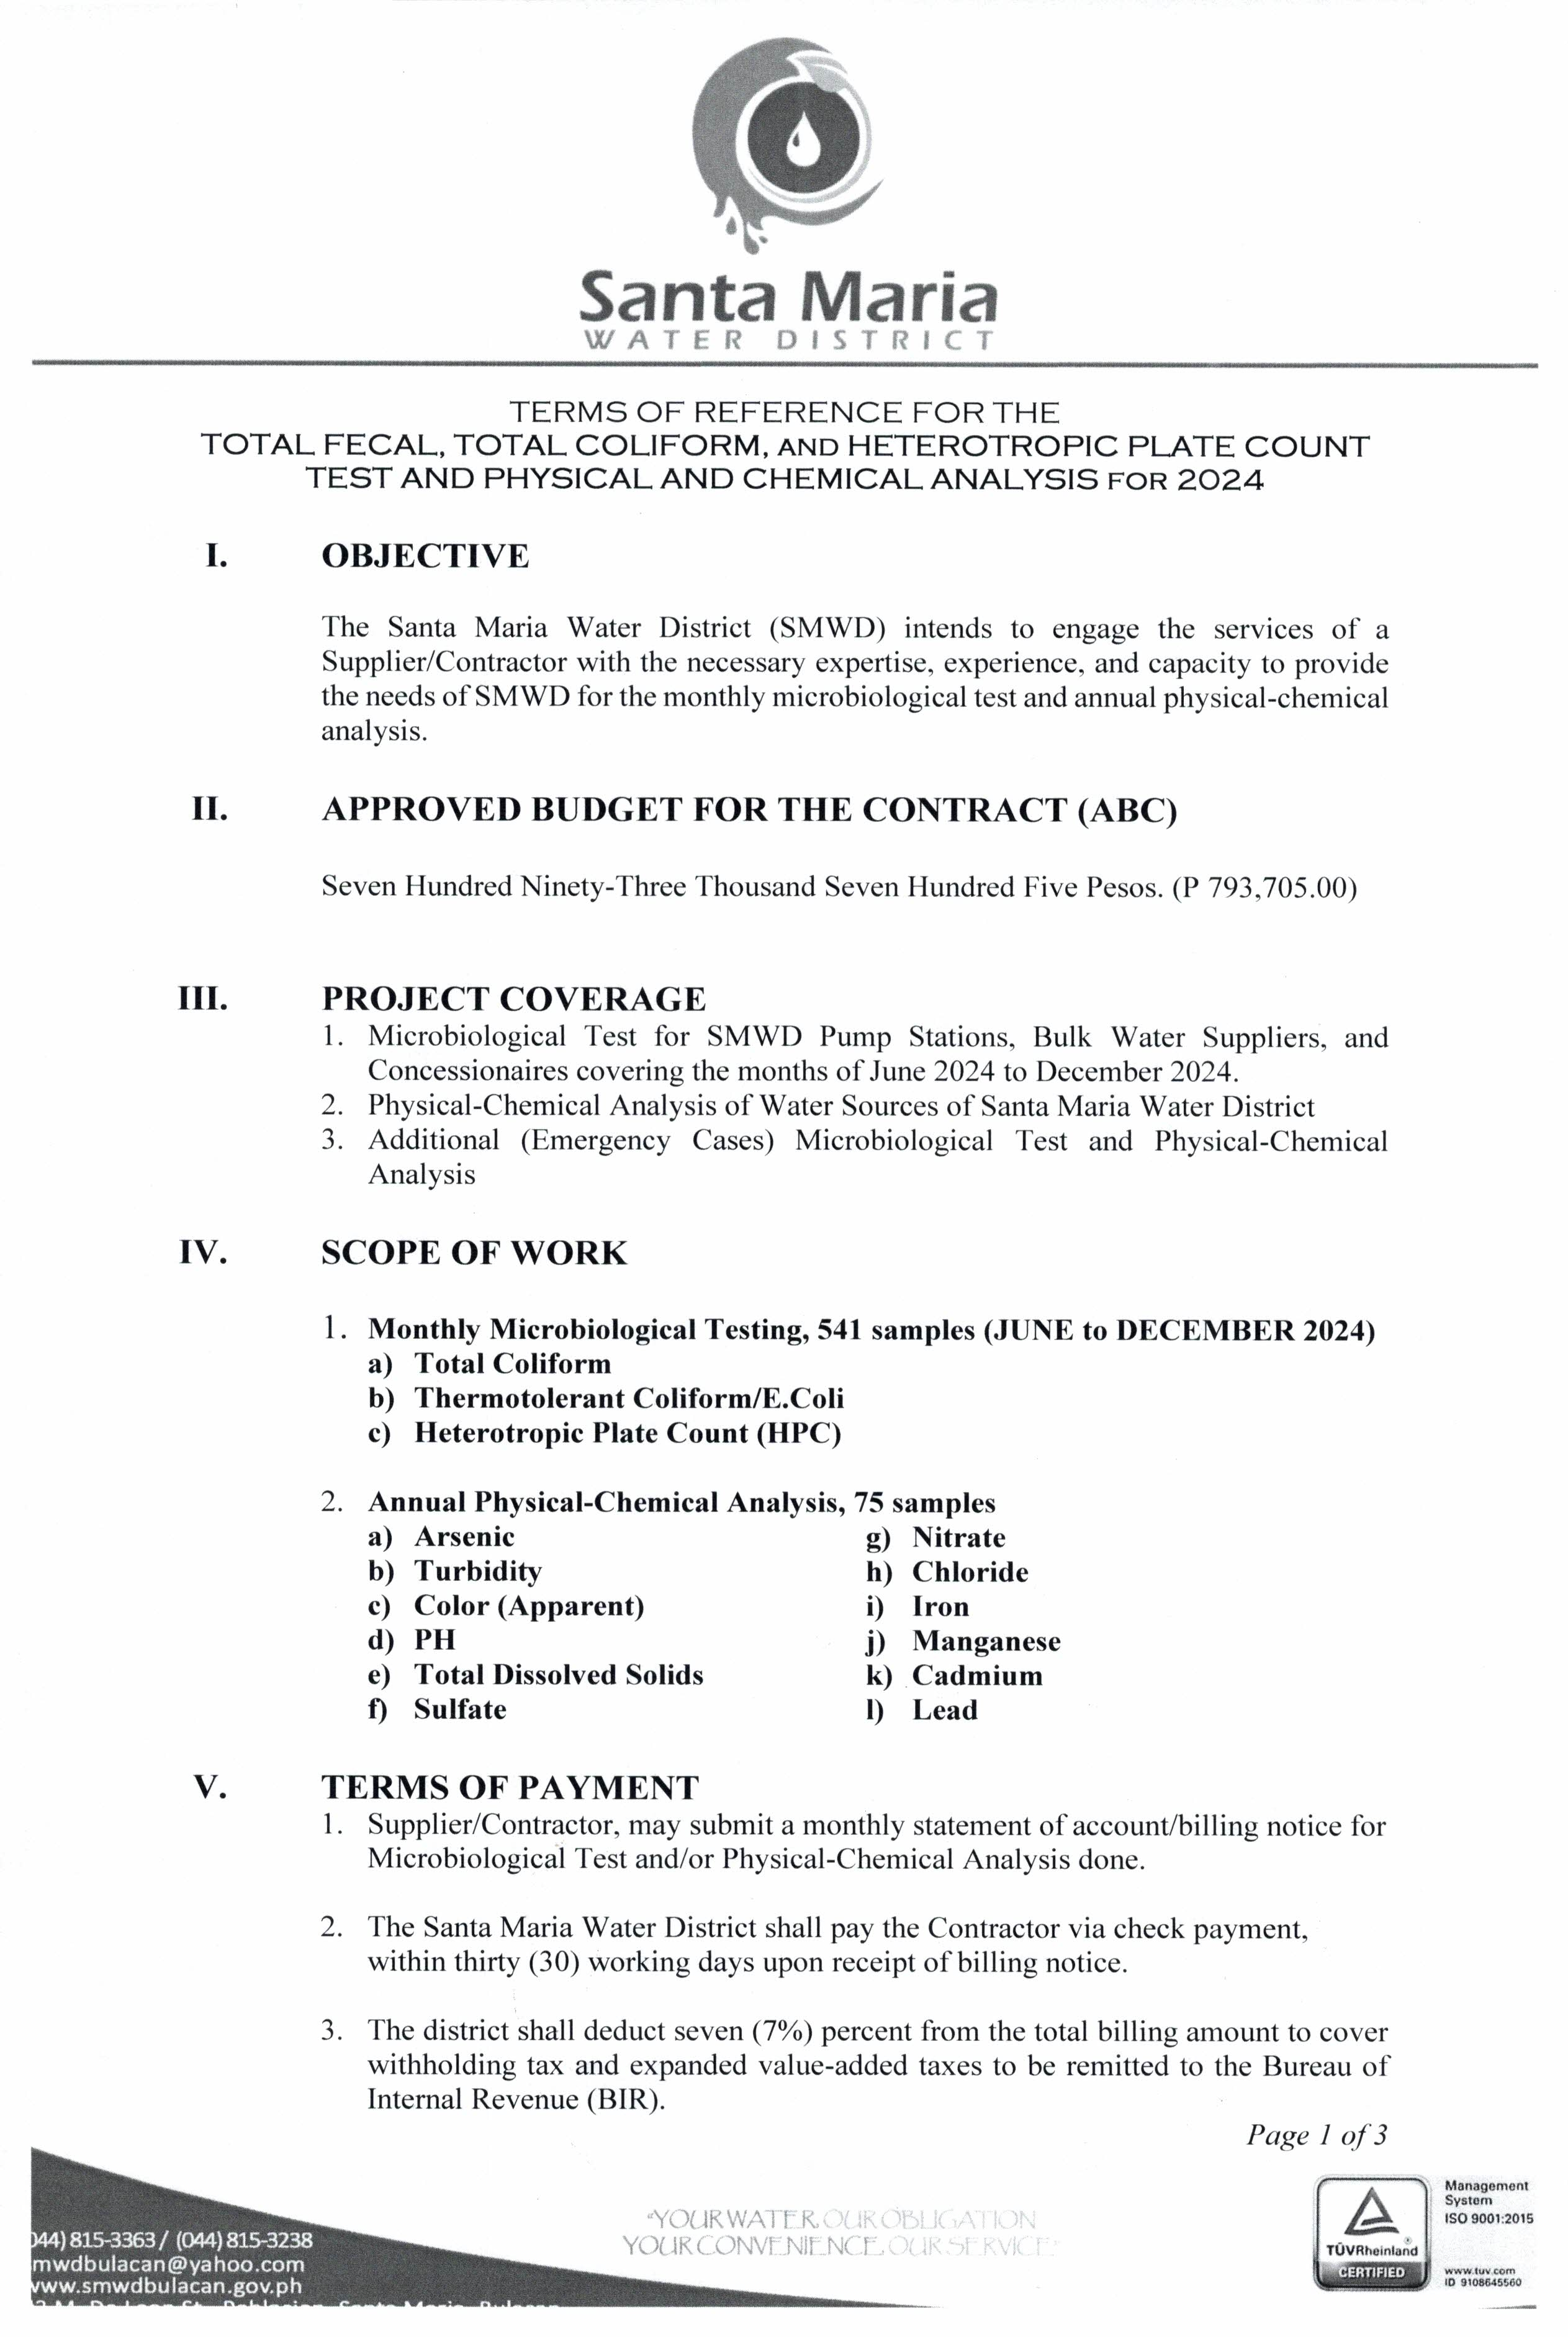 Santa Maria
WATER DISTRICT
TERMS OF REFERENCE FOR THE
TOTAL FECAL, TOTAL COLIFORM, AND HETEROTROPIC PLATE COUNT
TEST AND PHYSICAL AND CHEMICAL ANALYSIS FOR 2024
I. OBJECTIVE
The Santa Maria Water District (SMWD) intends to engage the services of a
Supplier/Contractor with the necessary expertise, experience, and capacity to provide
the needs of SMWD for the monthly microbiological test and annual physical-chemical
analysis.
II. APPROVED BUDGET FOR THE CONTRACT (ABC)
Seven Hundred Ninety-Three Thousand Seven Hundred Five Pesos. (P 793,705.00)
III. PROJECT COVERAGE
1. Microbiological Test for SMWD Pump Stations, Bulk Water Suppliers, and
Concessionaires covering the months of June 2024 to December 2024.
2. Physical-Chemical Analysis of Water Sources of Santa Maria Water District
3. Additional (Emergency Cases) Microbiological Test and Physical-Chemical
Analysis
IV. SCOPE OF WORK
1. Monthly Microbiological Testing, 541 samples (JUNE to DECEMBER 2024)
a) Total Coliform
b) Thermotolerant Coliform/E.Coli
c) Heterotropic Plate Count (HPC)
2. Annual Physical-Chemical Analysis, 75 samples
a) Arsenic
b) Turbidity
c) Color (Apparent)
d) PH
e) Total Dissolved Solids
f) Sulfate
g) Nitrate
h) Chloride
i) Iron
j) Manganese
k) Cadmium
l) Lead
V. TERMS OF PAYMENT
1. Supplier/Contractor, may submit a monthly statement of account/billing notice for
Microbiological Test and/or Physical-Chemical Analysis done.
2. The Santa Maria Water District shall pay the Contractor via check payment,
within thirty (30) working days upon receipt of billing notice.
3. The district shall deduct seven (7%) percent from the total billing amount to cover
withholding tax and expanded value-added taxes to be remitted to the Bureau of
Internal Revenue (BIR).
Page 1 of 3
044) 815-3363 / (044) 815-3238
mwdbulacan@yahoo.com
www.smwdbulacan.gov.ph
"YOUR WATER, OUR OBLIGATION
YOUR CONVENIENCE, OUR SERVICE"
TÜVRheinland
CERTIFIED
Management
System
ISO 9001:2015
www.tuv.com
ID 9108645560